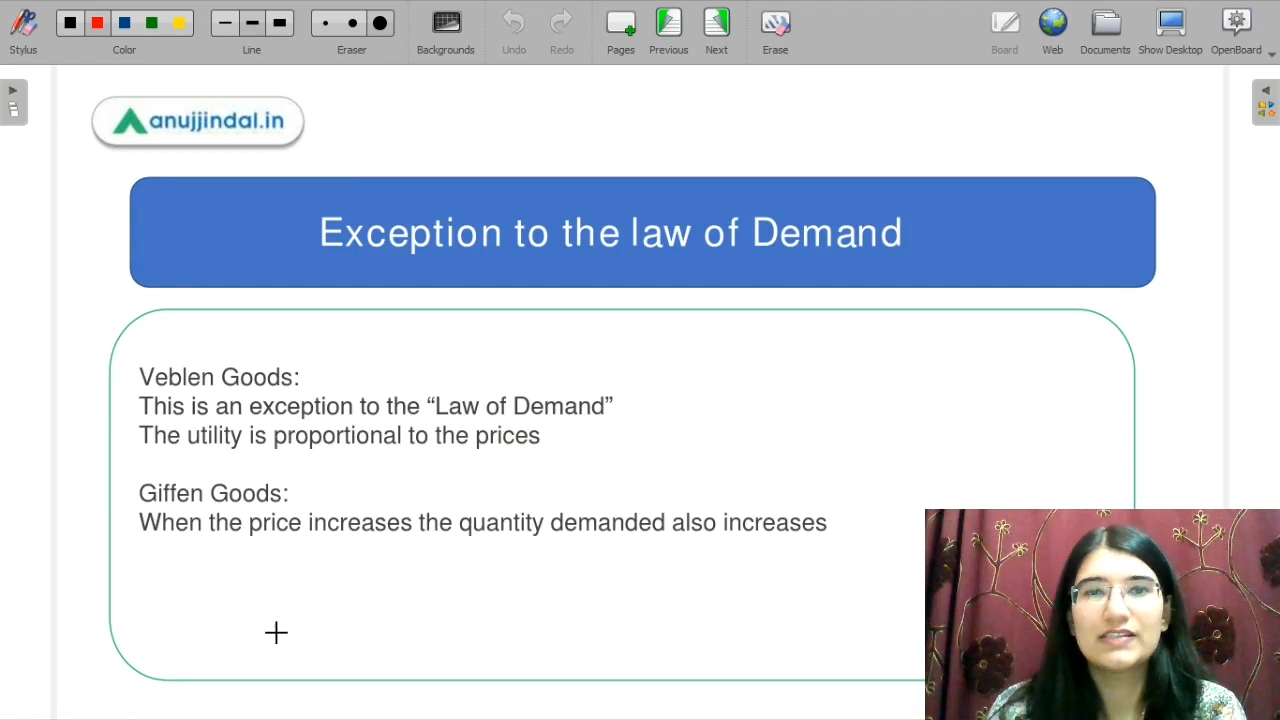 Stylus
Color
Line
Eraser
Backgrounds
Undo
Redo
Pages
Previous
Next
Erase
Board
Web
Documents
Show Desktop
OpenBoard
anujjindal.in
Exception to the law of Demand
Veblen Goods:
This is an exception to the “Law of Demand”
The utility is proportional to the prices
Giffen Goods:
When the price increases the quantity demanded also increases